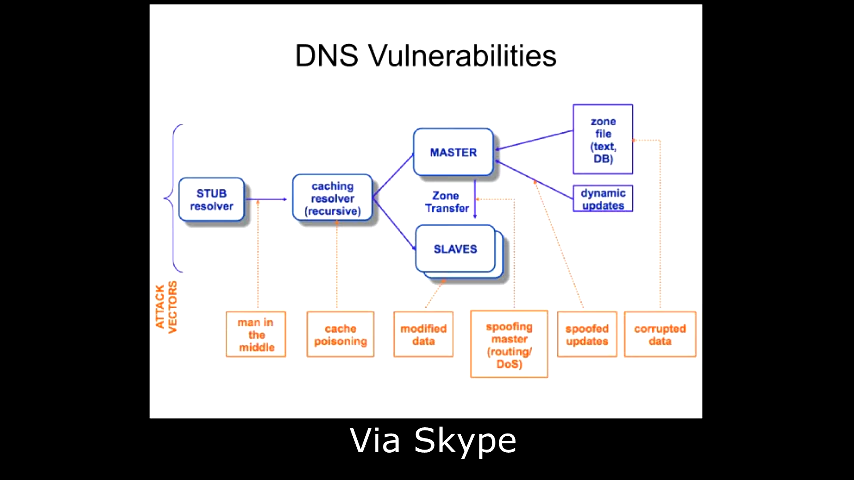 DNS Vulnerabilities
STUB
resolver
caching
resolver
(recursive)
MASTER
Zone
Transfer
SLAVES
zone
file
(text,
DB)
dynamic
updates
ATTACK
VECTORS
man in
the
middle
cache
poisoning
modified
data
spoofing
master
(routing/
DoS)
spoofed
updates
corrupted
data
Via Skype